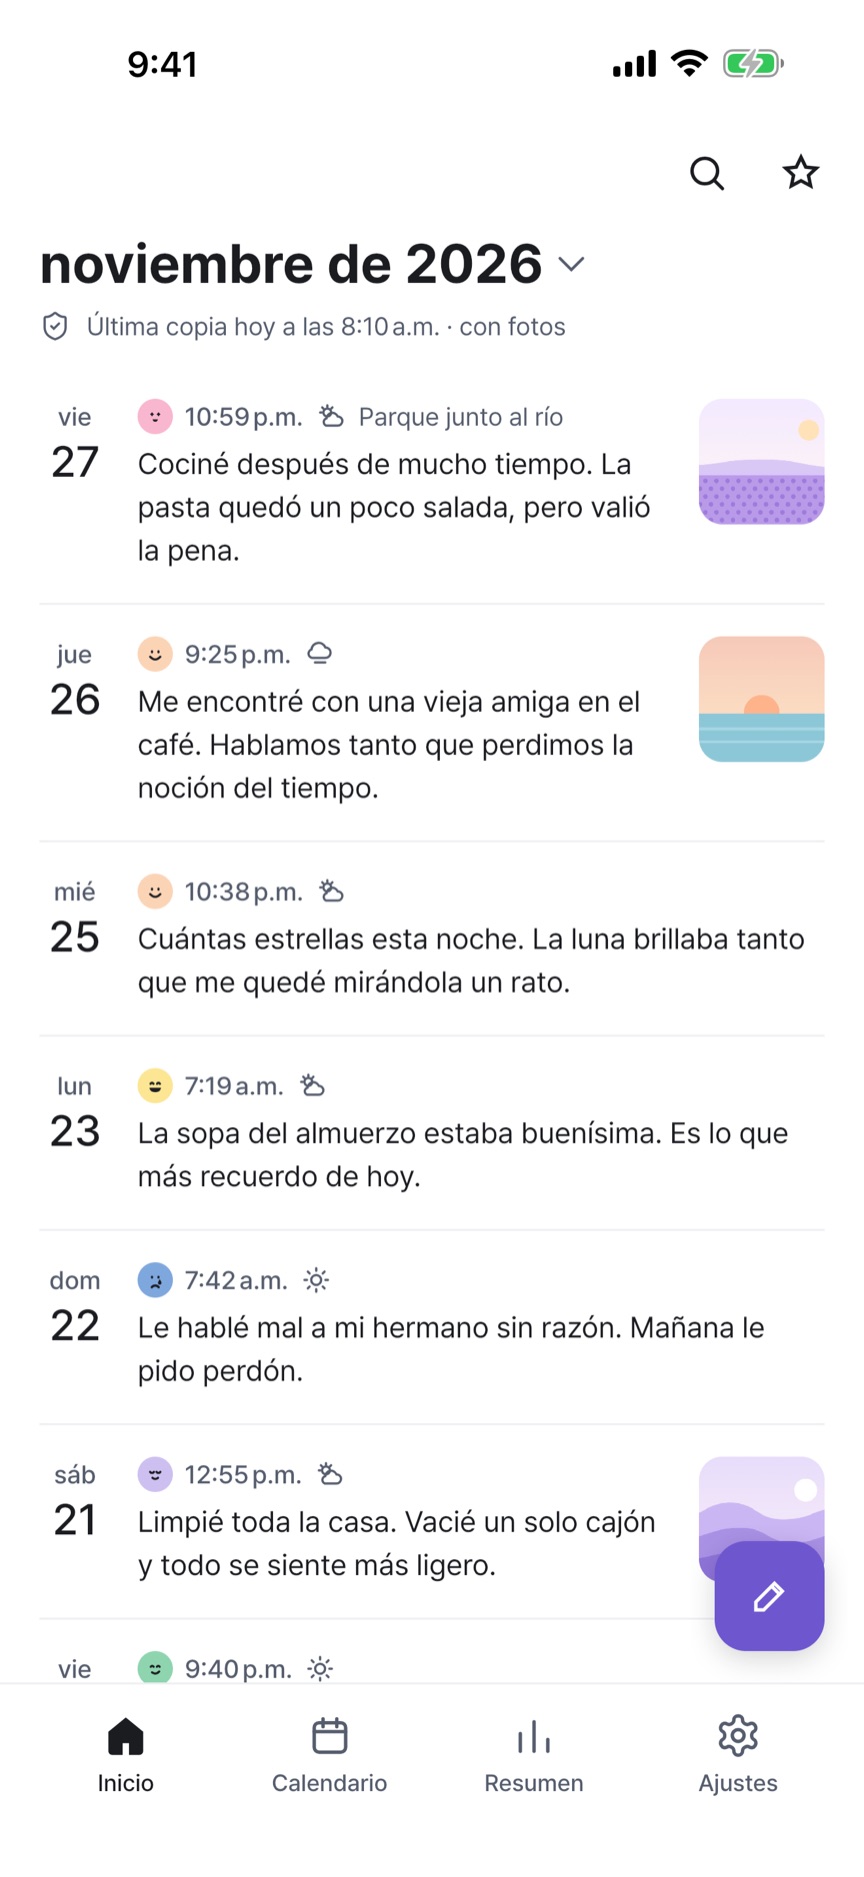 9:41
noviembre de 2026
Última copia hoy a las 8:10 a.m. · con fotos
vie
27
10:59 p.m. Parque junto al río
Cociné después de mucho tiempo. La
pasta quedó un poco salada, pero valió
la pena.
jue
26
9:25 p.m.
Me encontré con una vieja amiga en el
café. Hablamos tanto que perdimos la
noción del tiempo.
mié
25
10:38 p.m.
Cuántas estrellas esta noche. La luna brillaba tanto
que me quedé mirándola un rato.
lun
23
7:19 a.m.
La sopa del almuerzo estaba buenísima. Es lo que
más recuerdo de hoy.
dom
22
7:42 a.m.
Le hablé mal a mi hermano sin razón. Mañana le
pido perdón.
sáb
21
12:55 p.m.
Limpié toda la casa. Vacié un solo cajón
y todo se siente más ligero.
vie
9:40 p.m.
Inicio
Calendario
Resumen
Ajustes